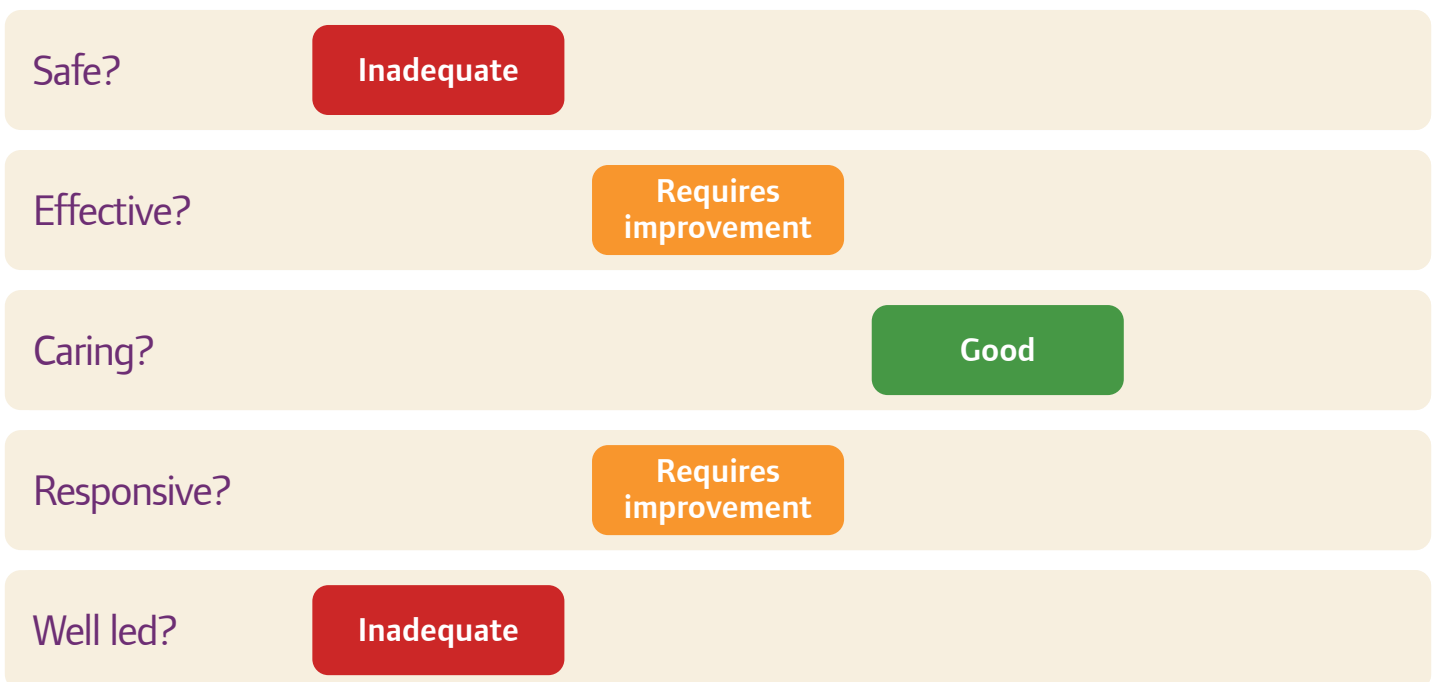 Safe?
Inadequate
Effective?
Requires
improvement
Caring?
Good
Responsive?
Requires
improvement
Well led?
Inadequate